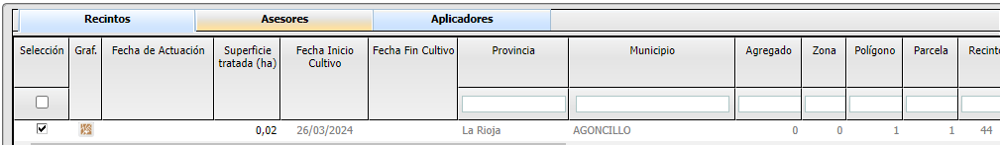 Recintos Asesores Aplicadores
Selección Graf. Fecha de Actuación Superficie tratada (ha) Fecha Inicio Cultivo Fecha Fin Cultivo Provincia Municipio Agregado Zona Polígono Parcela Recinto
0,02 26/03/2024 La Rioja AGONCILLO 0 0 1 1 44